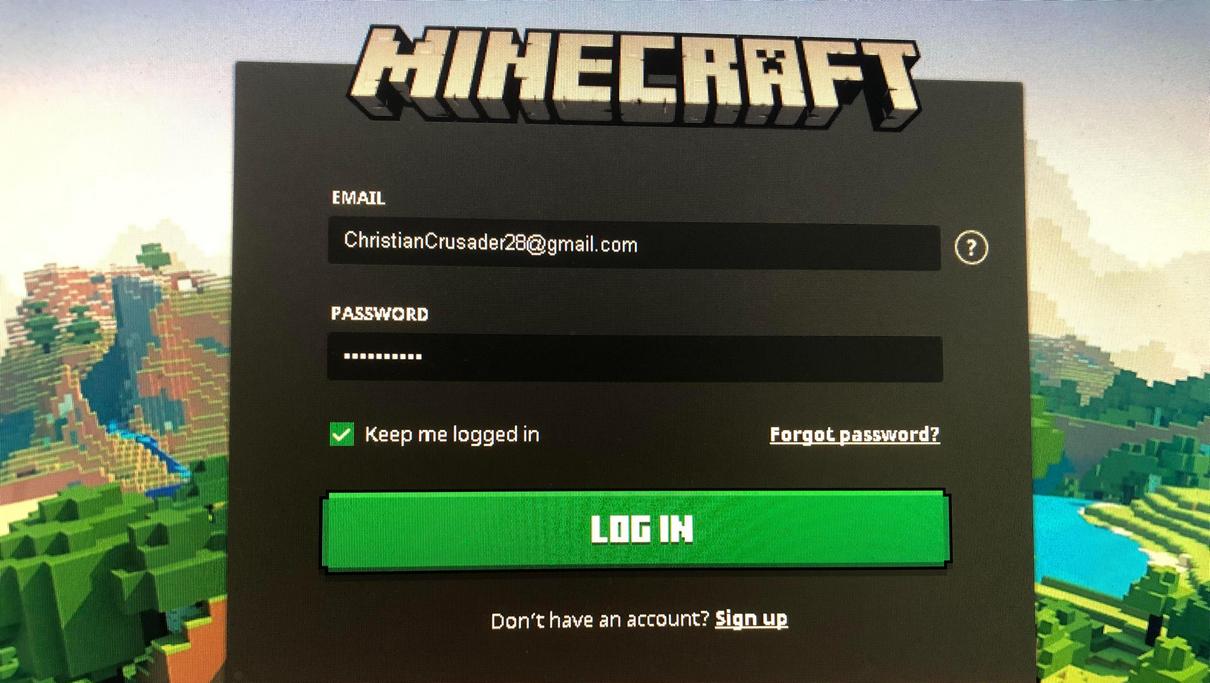 MINECRAFT
EMAIL
ChristianCrusader28@gmail.com
?
PASSWORD
••••••••••
Keep me logged in
Forgot password?
LOG IN
Don't have an account? Sign up